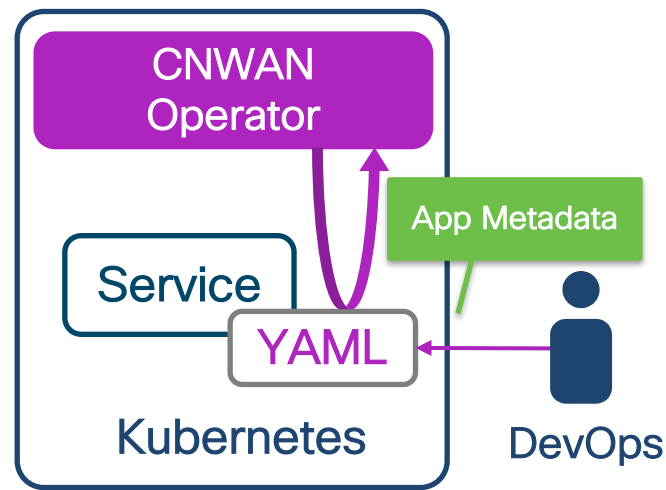 CNWAN
Operator
App Metadata
Service
YAML
Kubernetes
DevOps